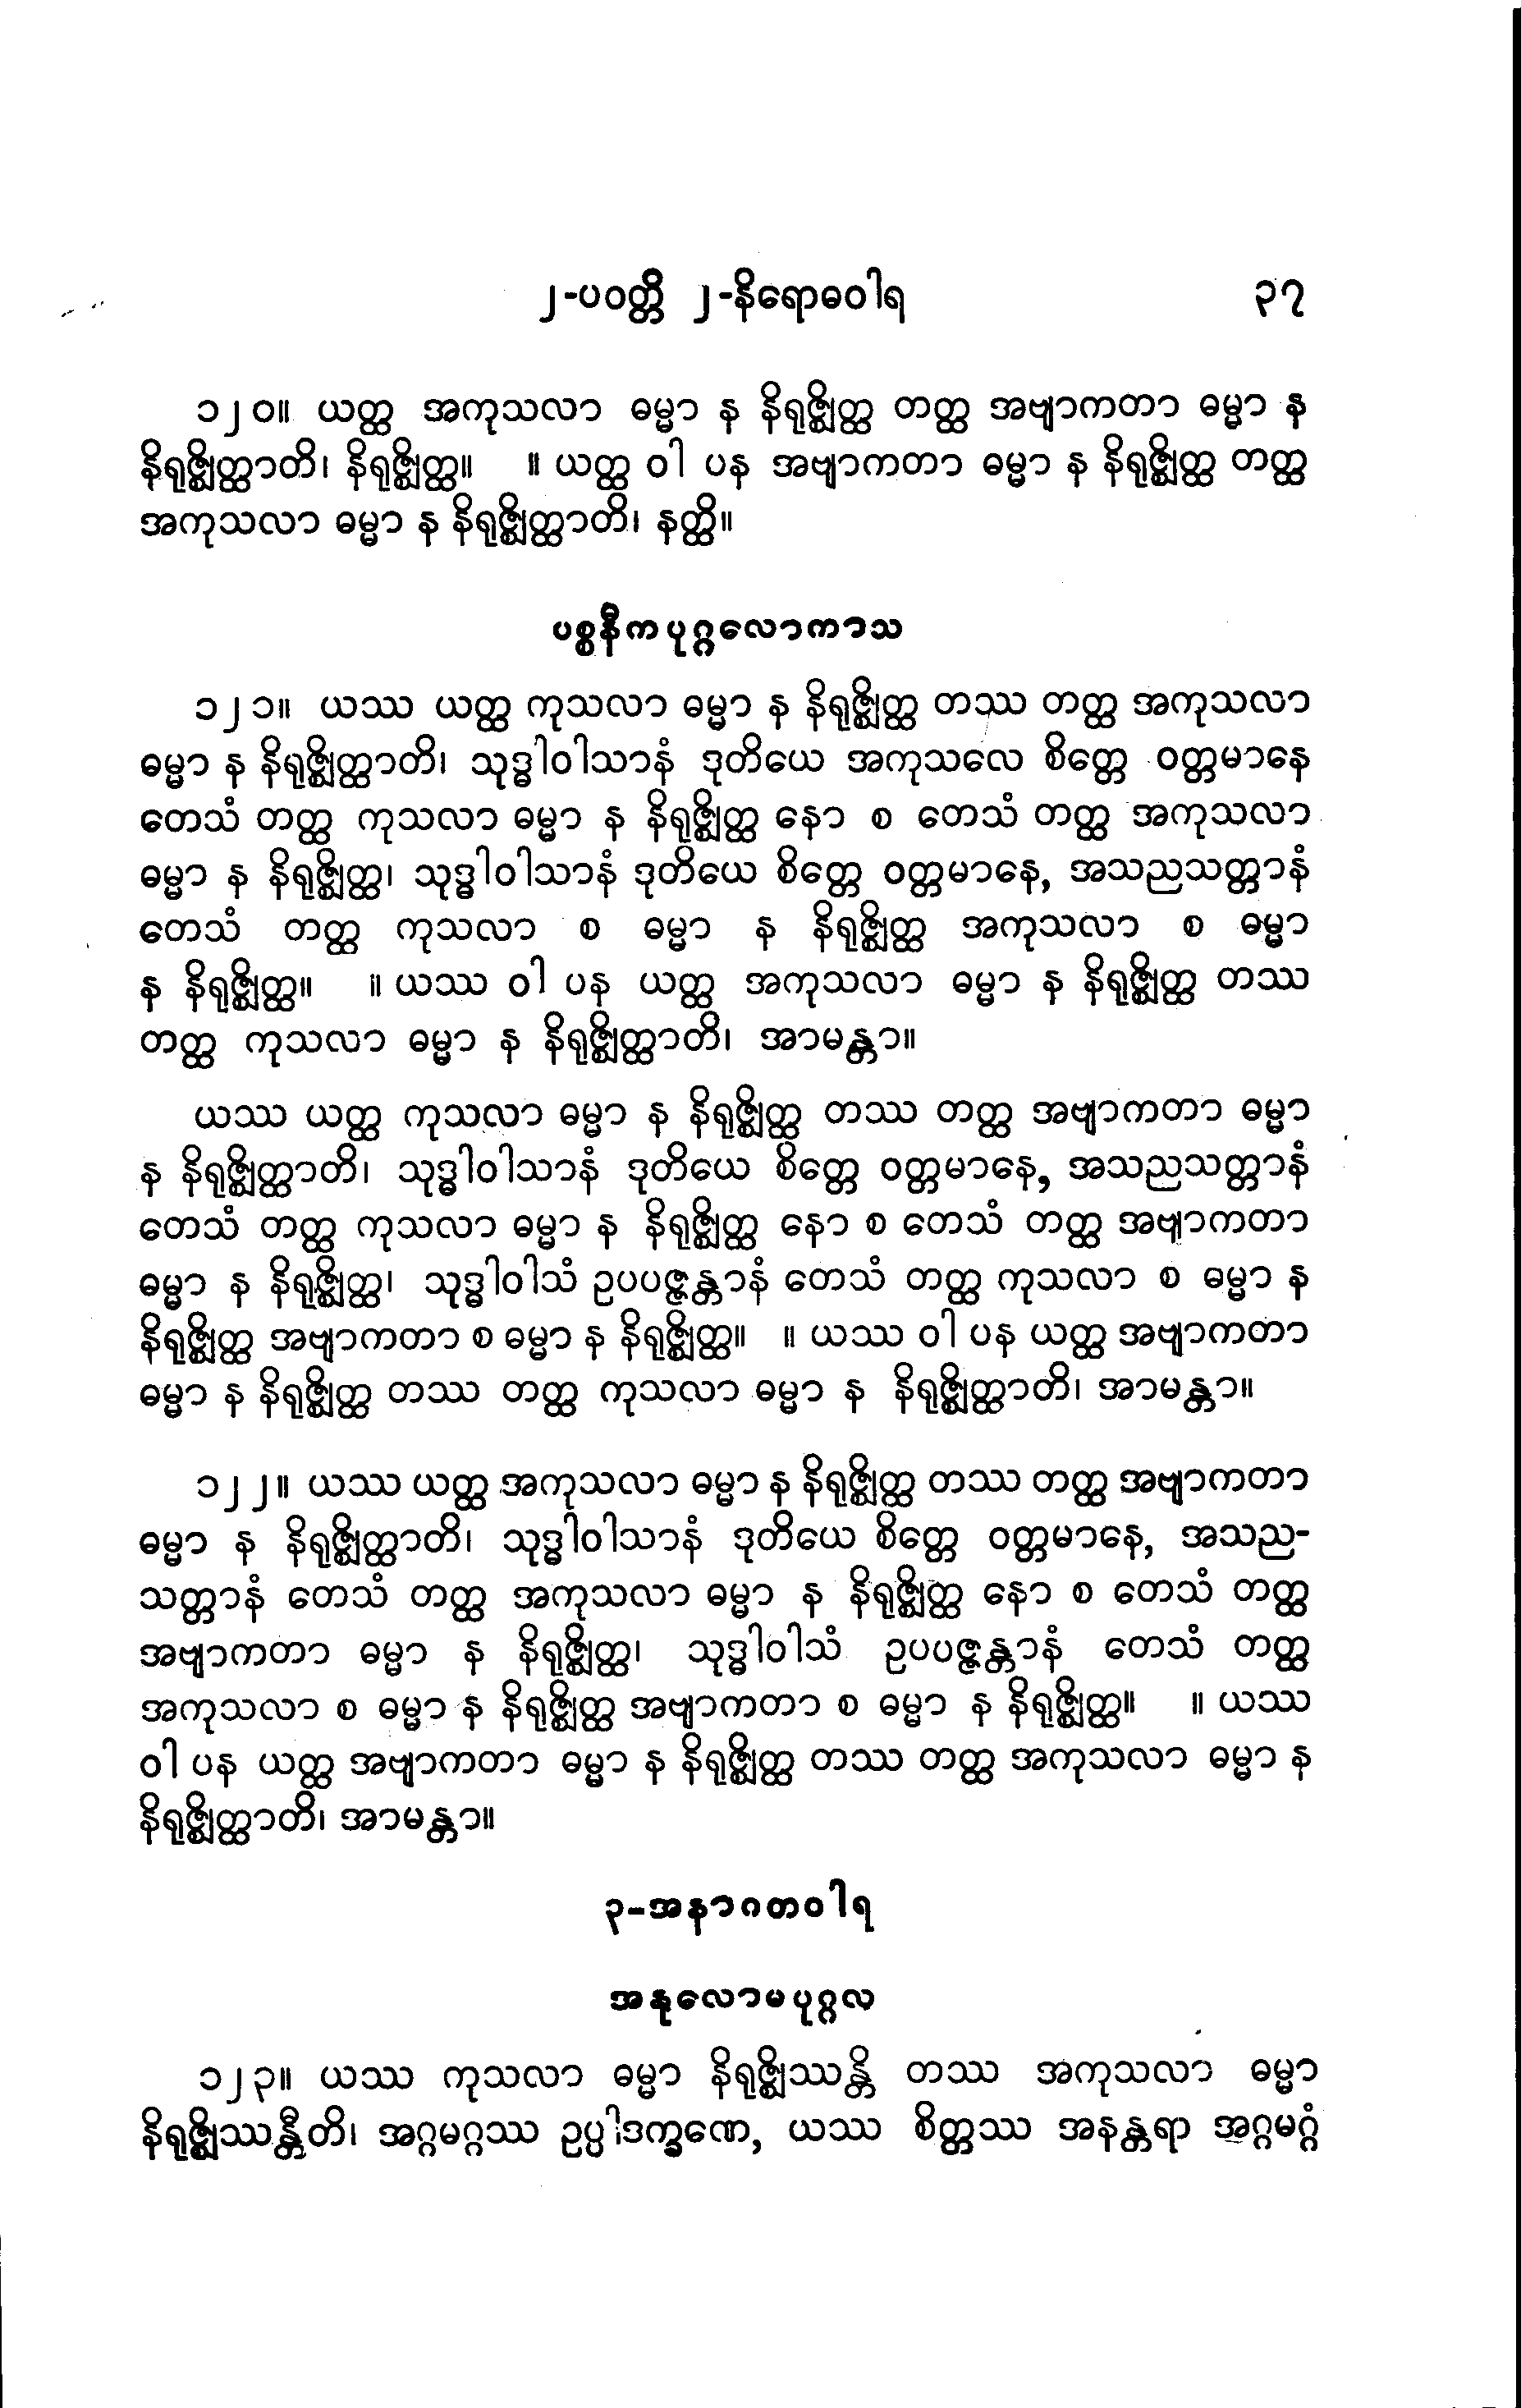 ၂-ပဝတ္တိ ၂-နိရောဓဝါရ ၃၇
၁၂၀။ ယတ္ထ အကုသလာ ဓမ္မာ န နိရုဇ္ဈိတ္ထ တတ္ထ အဗျာကတာ ဓမ္မာ န
နိရုဇ္ဈိတ္ထာတိ၊ နိရုဇ္ဈိတ္ထ။ ။ ယတ္ထ ဝါ ပန အဗျာကတာ ဓမ္မာ န နိရုဇ္ဈိတ္ထ တတ္ထ
အကုသလာ ဓမ္မာ န နိရုဇ္ဈိတ္ထာတိ၊ နတ္ထိ။
ပစ္စနီကပုဂ္ဂလောကာသ
၁၂၁။ ယဿ ယတ္ထ ကုသလာ ဓမ္မာ န နိရုဇ္ဈိတ္ထ တဿ တတ္ထ အကုသလာ
ဓမ္မာ န နိရုဇ္ဈိတ္ထာတိ၊ သုဒ္ဓါဝါသာနံ ဒုတိယေ အကုသလေ စိတ္တေ ဝတ္တမာနေ
တေသံ တတ္ထ ကုသလာ ဓမ္မာ န နိရုဇ္ဈိတ္ထ နော စ တေသံ တတ္ထ အကုသလာ
ဓမ္မာ န နိရုဇ္ဈိတ္ထ၊ သုဒ္ဓါဝါသာနံ ဒုတိယေ စိတ္တေ ဝတ္တမာနေ, အသညသတ္တာနံ
တေသံ တတ္ထ ကုသလာ စ ဓမ္မာ န နိရုဇ္ဈိတ္ထ အကုသလာ စ ဓမ္မာ
န နိရုဇ္ဈိတ္ထ။ ။ ယဿ ဝါ ပန ယတ္ထ အကုသလာ ဓမ္မာ န နိရုဇ္ဈိတ္ထ တဿ
တတ္ထ ကုသလာ ဓမ္မာ န နိရုဇ္ဈိတ္ထာတိ၊ အာမန္တာ။
ယဿ ယတ္ထ ကုသလာ ဓမ္မာ န နိရုဇ္ဈိတ္ထ တဿ တတ္ထ အဗျာကတာ ဓမ္မာ
န နိရုဇ္ဈိတ္ထာတိ၊ သုဒ္ဓါဝါသာနံ ဒုတိယေ စိတ္တေ ဝတ္တမာနေ, အသညသတ္တာနံ
တေသံ တတ္ထ ကုသလာ ဓမ္မာ န နိရုဇ္ဈိတ္ထ နော စ တေသံ တတ္ထ အဗျာကတာ
ဓမ္မာ န နိရုဇ္ဈိတ္ထ၊ သုဒ္ဓါဝါသံ ဥပပဇ္ဇန္တာနံ တေသံ တတ္ထ ကုသလာ စ ဓမ္မာ န
နိရုဇ္ဈိတ္ထ အဗျာကတာ စ ဓမ္မာ န နိရုဇ္ဈိတ္ထ။ ။ ယဿ ဝါ ပန ယတ္ထ အဗျာကတာ
ဓမ္မာ န နိရုဇ္ဈိတ္ထ တဿ တတ္ထ ကုသလာ ဓမ္မာ န နိရုဇ္ဈိတ္ထာတိ၊ အာမန္တာ။
၁၂၂။ ယဿ ယတ္ထ အကုသလာ ဓမ္မာ န နိရုဇ္ဈိတ္ထ တဿ တတ္ထ အဗျာကတာ
ဓမ္မာ န နိရုဇ္ဈိတ္ထာတိ၊ သုဒ္ဓါဝါသာနံ ဒုတိယေ စိတ္တေ ဝတ္တမာနေ, အသည-
သတ္တာနံ တေသံ တတ္ထ အကုသလာ ဓမ္မာ န နိရုဇ္ဈိတ္ထ နော စ တေသံ တတ္ထ
အဗျာကတာ ဓမ္မာ န နိရုဇ္ဈိတ္ထ၊ သုဒ္ဓါဝါသံ ဥပပဇ္ဇန္တာနံ တေသံ တတ္ထ
အကုသလာ စ ဓမ္မာ န နိရုဇ္ဈိတ္ထ အဗျာကတာ စ ဓမ္မာ န နိရုဇ္ဈိတ္ထ။ ။ ယဿ
ဝါ ပန ယတ္ထ အဗျာကတာ ဓမ္မာ န နိရုဇ္ဈိတ္ထ တဿ တတ္ထ အကုသလာ ဓမ္မာ န
နိရုဇ္ဈိတ္ထာတိ၊ အာမန္တာ။
၃-အနာဂတဝါရ
အနုလောမပုဂ္ဂလ
၁၂၃။ ယဿ ကုသလာ ဓမ္မာ နိရုဇ္ဈိဿန္တိ တဿ အကုသလာ ဓမ္မာ
နိရုဇ္ဈိဿန္တီတိ၊ အဂ္ဂမဂ္ဂဿ ဥပ္ပါဒက္ခဏေ, ယဿ စိတ္တဿ အနန္တရာ အဂ္ဂမဂ္ဂံ